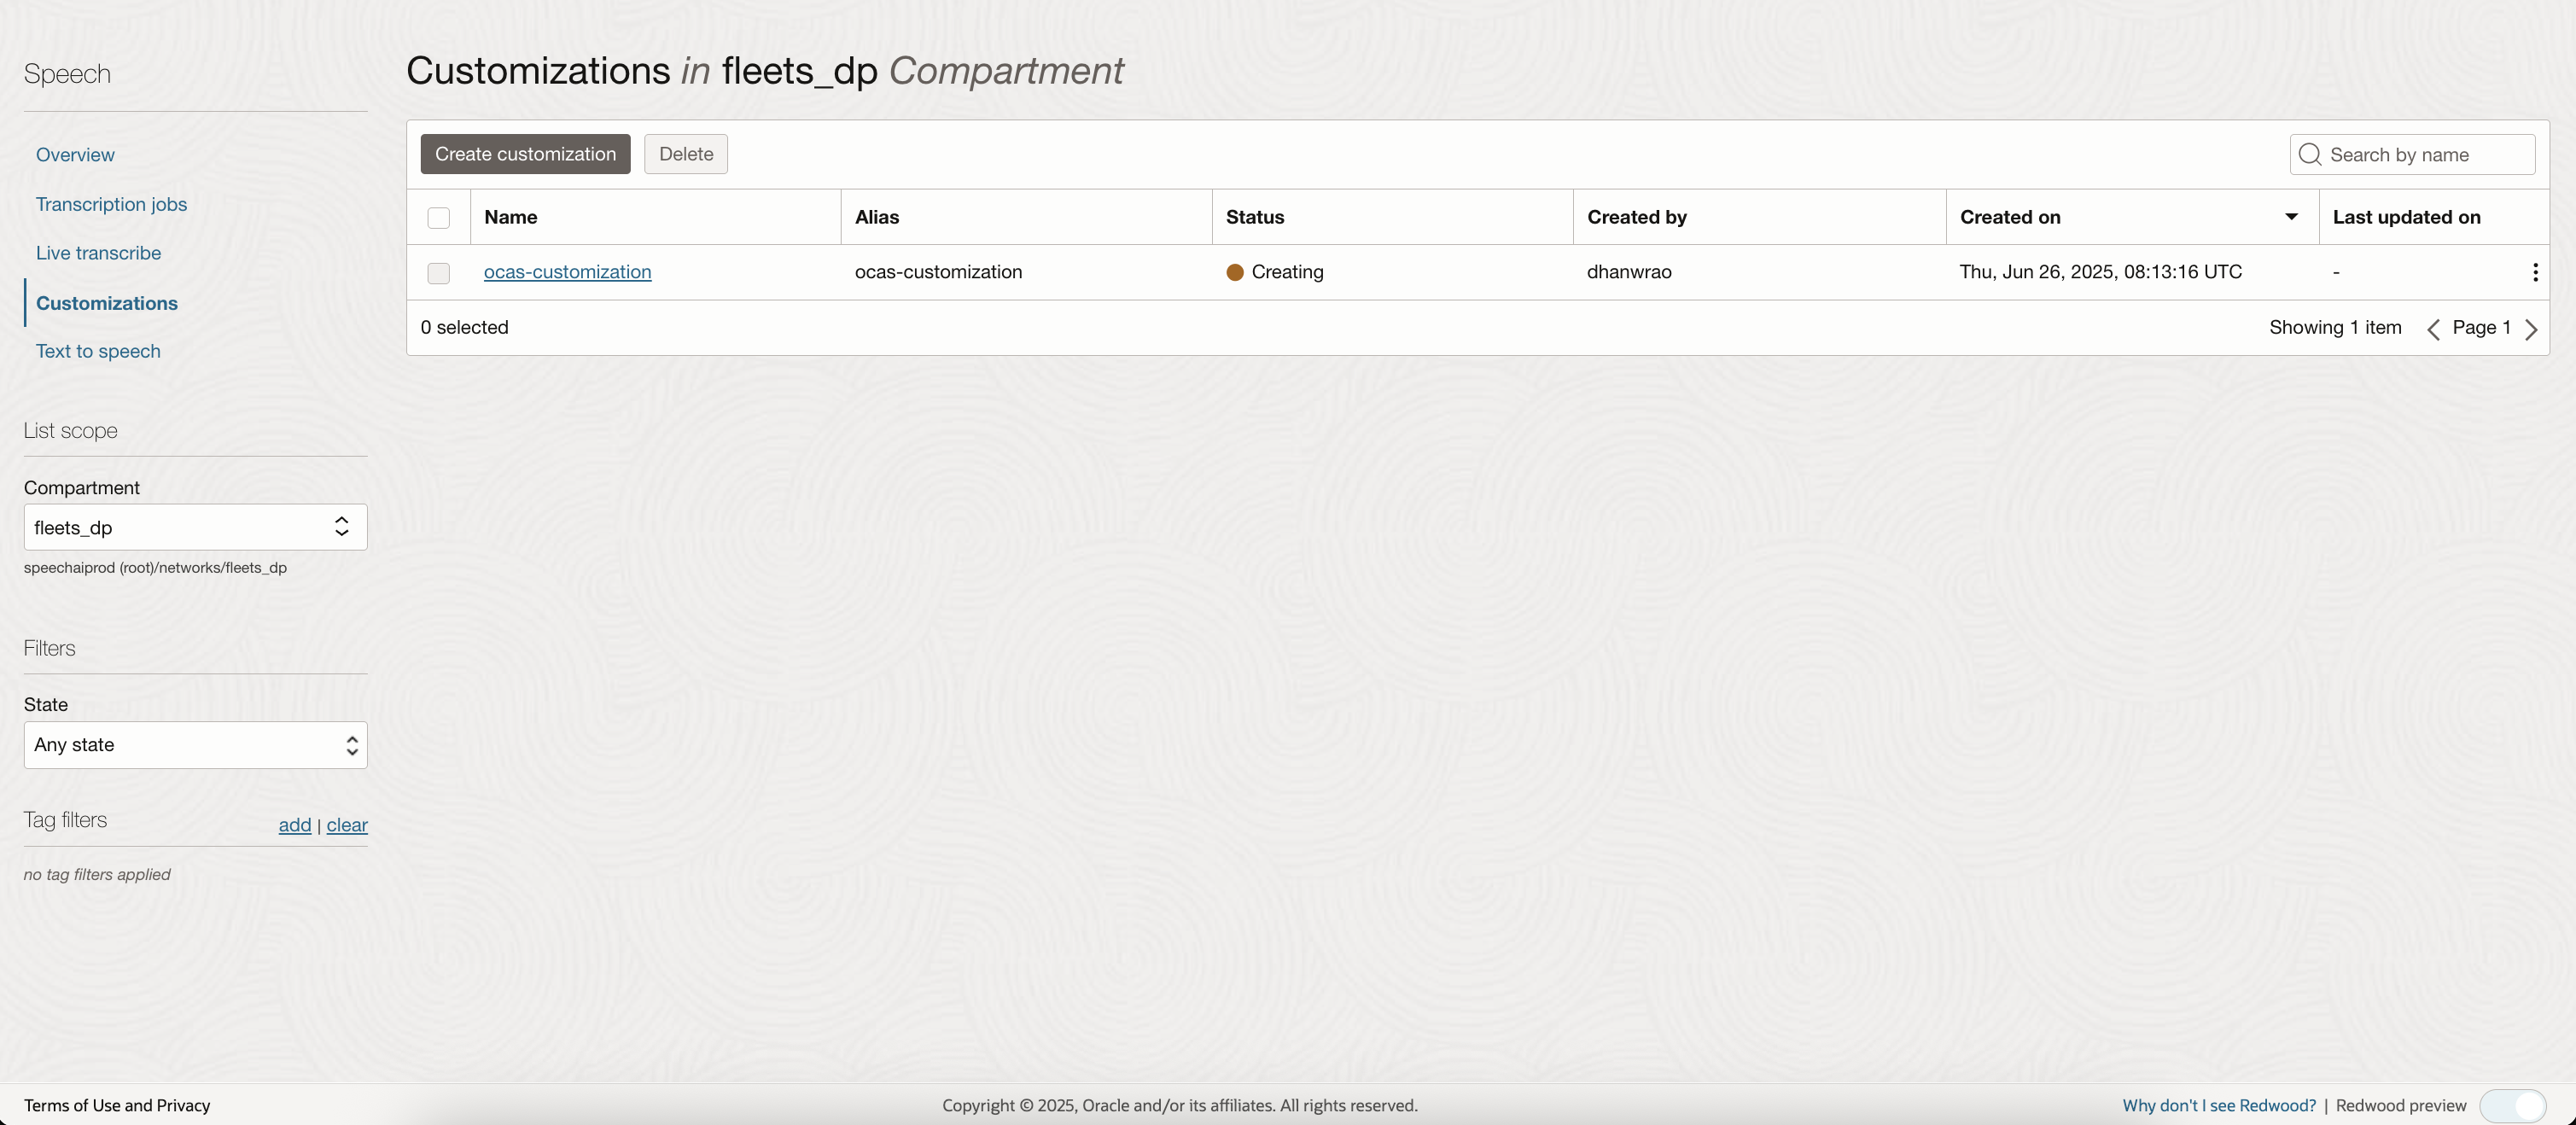 Speech
Overview
Transcription jobs
Live transcribe
Customizations
Text to speech
List scope
Compartment
fleets_dp
speechaiprod (root)/networks/fleets_dp
Filters
State
Any state
Tag filters add | clear
no tag filters applied
Customizations in fleets_dp Compartment
Create customization Delete Search by name
Name Alias Status Created by Created on Last updated on
ocas-customization ocas-customization Creating dhanwrao Thu, Jun 26, 2025, 08:13:16 UTC -
0 selected Showing 1 item Page 1
Terms of Use and Privacy Copyright © 2025, Oracle and/or its affiliates. All rights reserved. Why don't I see Redwood? | Redwood preview